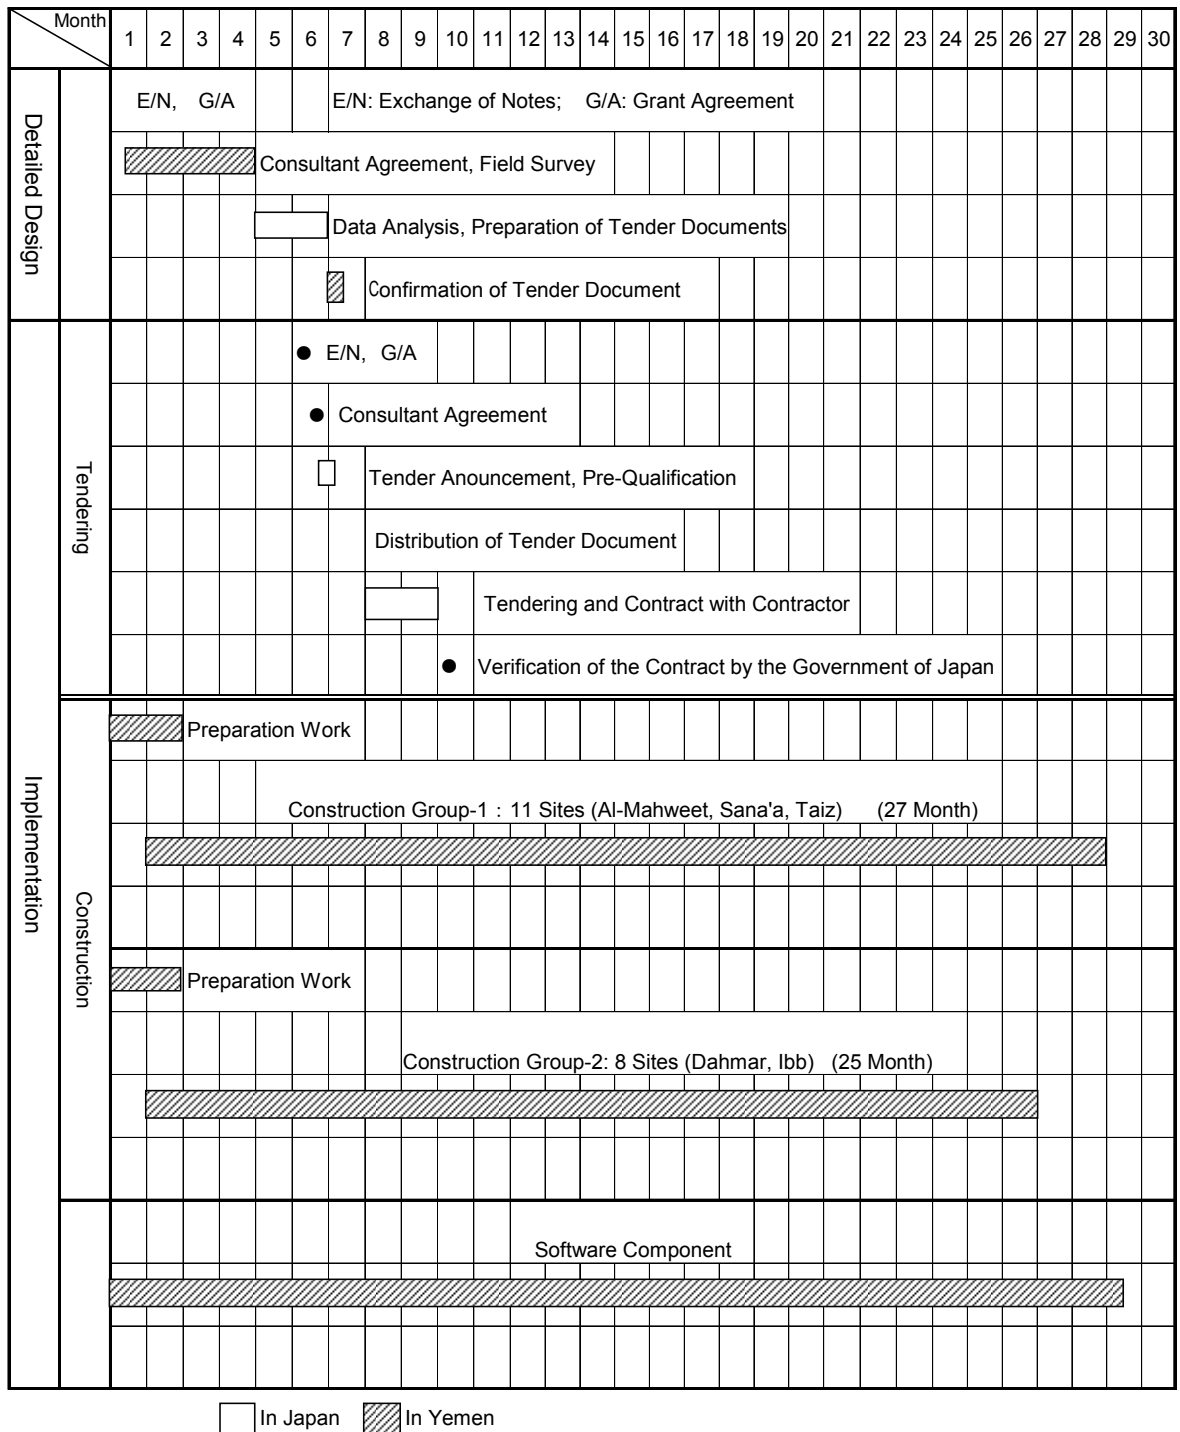 Month 1 2 3 4 5 6 7 8 9 10 11 12 13 14 15 16 17 18 19 20 21 22 23 24 25 26 27 28 29 30
Detailed Design
E/N, G/A E/N: Exchange of Notes; G/A: Grant Agreement
Consultant Agreement, Field Survey
Data Analysis, Preparation of Tender Documents
Confirmation of Tender Document
Implementation
Tendering
E/N, G/A
Consultant Agreement
Tender Anouncement, Pre-Qualification
Distribution of Tender Document
Tendering and Contract with Contractor
Verification of the Contract by the Government of Japan
Construction
Preparation Work
Construction Group-1 : 11 Sites (Al-Mahweet, Sana'a, Taiz) (27 Month)
Preparation Work
Construction Group-2: 8 Sites (Dahmar, Ibb) (25 Month)
Software Component
In Japan In Yemen